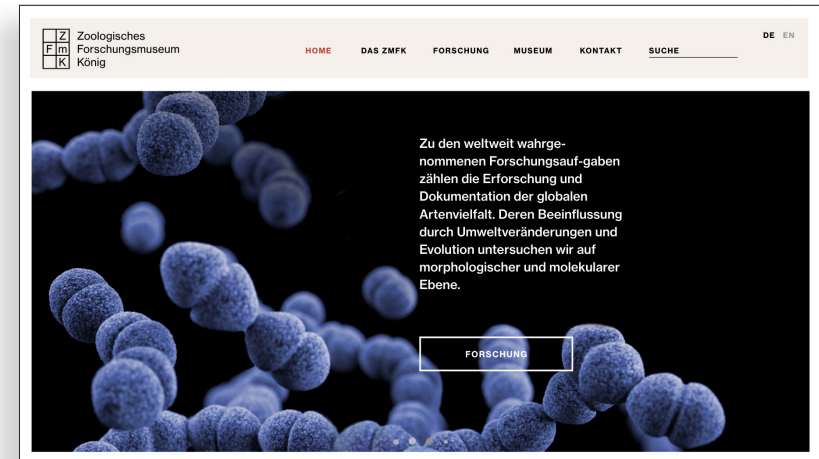 Z
Fm
K
Zoologisches
Forschungsmuseum
König
HOME DAS ZMFK FORSCHUNG MUSEUM KONTAKT SUCHE
DE EN
Zu den weltweit wahrge-
nommenen Forschungsauf-gaben
zählen die Erforschung und
Dokumentation der globalen
Artenvielfalt. Deren Beeinflussung
durch Umweltveränderungen und
Evolution untersuchen wir auf
morphologischer und molekularer
Ebene.
FORSCHUNG